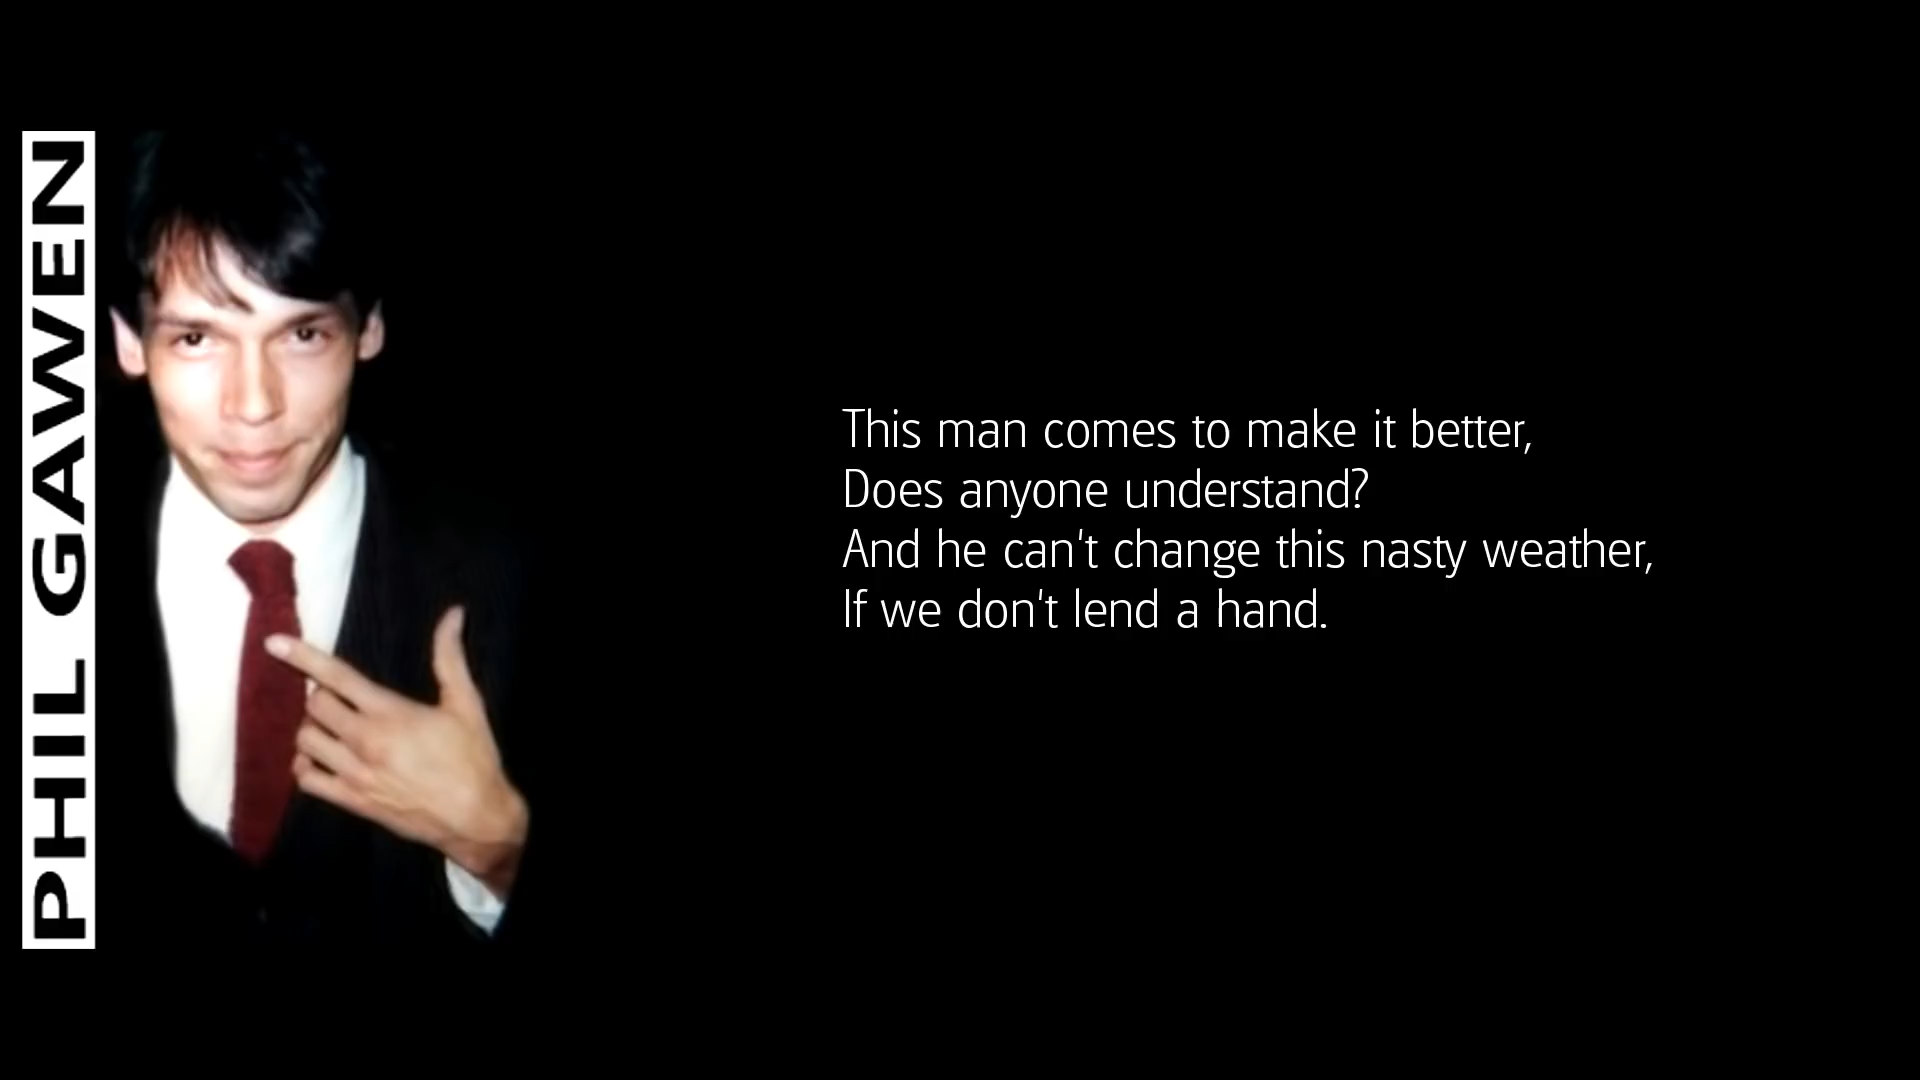 PHIL GAWEN
This man comes to make it better,
Does anyone understand?
And he can't change this nasty weather,
If we don't lend a hand.